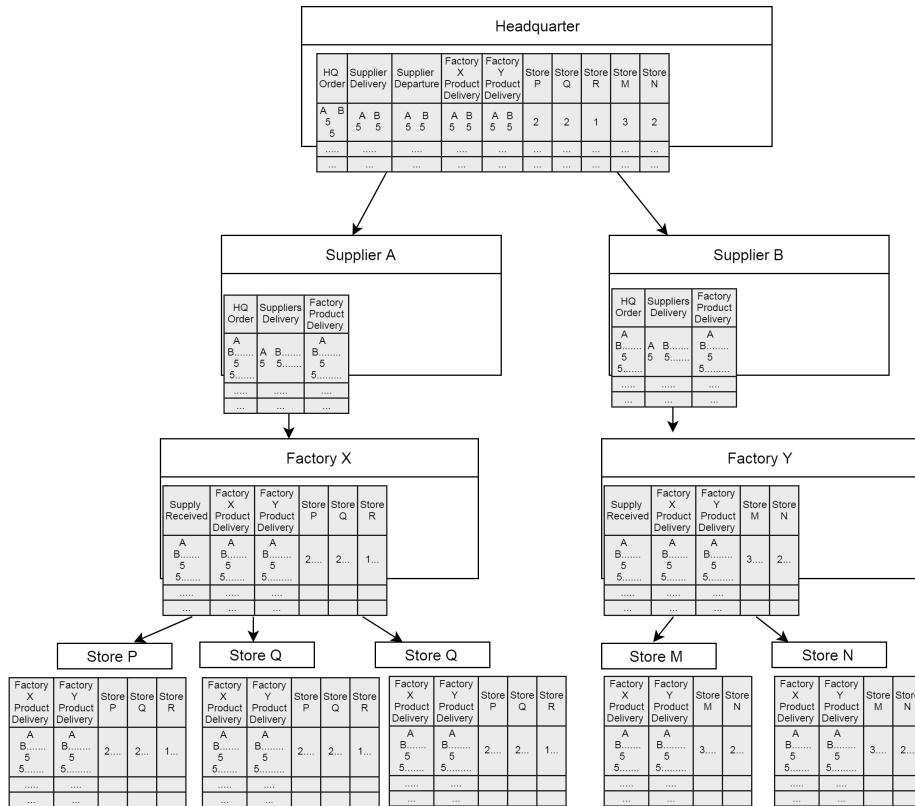 Headquarter
HQ Order
Supplier Delivery
Supplier Departure
Factory X Product Delivery
Factory Y Product Delivery
Store P
Store Q
Store R
Store M
Store N
A B
5
5
A B
5 5
A B
5 5
A B
5 5
A B
5 5
2
2
1
3
2
..... .... ... ... ... ... ... ... ... ...
... ... ... ... ... ... ... ... ... ...
Supplier A
HQ Order
Suppliers Delivery
Factory Product Delivery
A
B.......
5
5.......
A B.......
5 5.......
A
B........
5
5.........
..... ..... ....
... ... ...
Supplier B
HQ Order
Suppliers Delivery
Factory Product Delivery
A
B.......
5
5.......
A B.......
5 5.......
A
B........
5
5.........
..... ..... ....
... ... ...
Factory X
Supply Received
Factory X Product Delivery
Factory Y Product Delivery
Store P
Store Q
Store R
A
B.......
5
5.......
A
B.......
5
5.......
A
B........
5
5.........
2....
2...
1...
..... ..... .... ... ... ...
... ... ... ... ... ...
Factory Y
Supply Received
Factory X Product Delivery
Factory Y Product Delivery
Store M
Store N
A
B.......
5
5.......
A
B.......
5
5.......
A
B........
5
5.........
3....
2...
..... ..... .... ... ...
... ... ... ... ...
Store P
Factory X Product Delivery
Factory Y Product Delivery
Store P
Store Q
Store R
A
B.......
5
5.......
A
B........
5
5.........
2....
2...
1...
..... .... ... ... ...
... ... ... ... ...
Store Q
Factory X Product Delivery
Factory Y Product Delivery
Store P
Store Q
Store R
A
B.......
5
5.......
A
B........
5
5.........
2....
2...
1...
..... .... ... ... ...
... ... ... ... ...
Store Q
Factory X Product Delivery
Factory Y Product Delivery
Store P
Store Q
Store R
A
B.......
5
5.......
A
B........
5
5.........
2....
2...
1...
..... .... ... ... ...
... ... ... ... ...
Store M
Factory X Product Delivery
Factory Y Product Delivery
Store M
Store N
A
B.......
5
5.......
A
B........
5
5.........
3....
2...
..... .... ... ...
... ... ... ...
Store N
Factory X Product Delivery
Factory Y Product Delivery
Store M
Store N
A
B.......
5
5.......
A
B........
5
5.........
3....
2...
..... .... ... ...
... ... ... ...